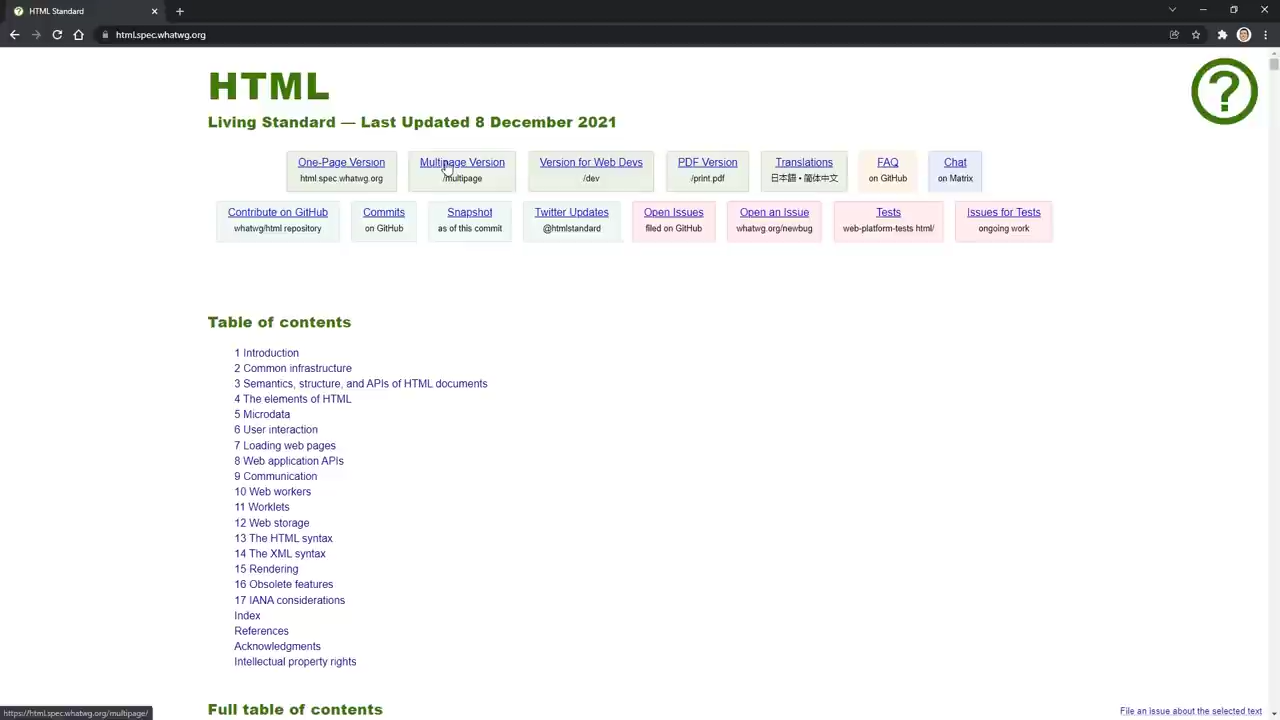 HTML Standard
html.spec.whatwg.org
HTML
Living Standard — Last Updated 8 December 2021
One-Page Version
html.spec.whatwg.org
Multipage Version
/multipage
Version for Web Devs
/dev
PDF Version
/print.pdf
Translations
日本語 • 简体中文
FAQ
on GitHub
Chat
on Matrix
Contribute on GitHub
whatwg/html repository
Commits
on GitHub
Snapshot
as of this commit
Twitter Updates
@htmlstandard
Open Issues
filed on GitHub
Open an Issue
whatwg.org/newbug
Tests
web-platform-tests html/
Issues for Tests
ongoing work
Table of contents
1 Introduction
2 Common infrastructure
3 Semantics, structure, and APIs of HTML documents
4 The elements of HTML
5 Microdata
6 User interaction
7 Loading web pages
8 Web application APIs
9 Communication
10 Web workers
11 Worklets
12 Web storage
13 The HTML syntax
14 The XML syntax
15 Rendering
16 Obsolete features
17 IANA considerations
Index
References
Acknowledgments
Intellectual property rights
Full table of contents
https://html.spec.whatwg.org/multipage/
File an issue about the selected text